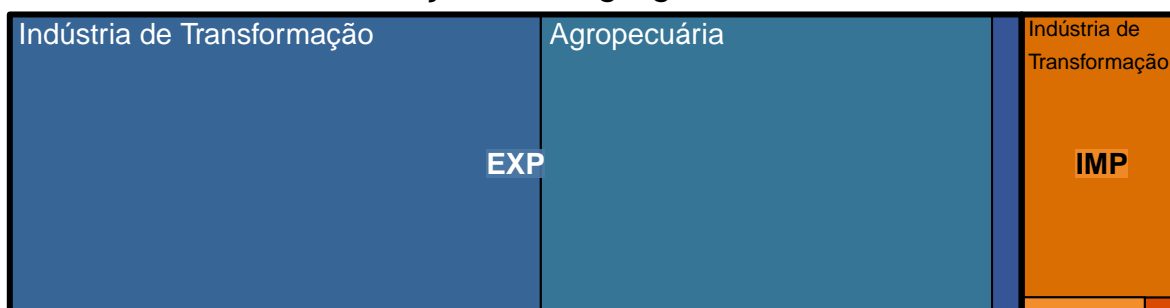 Indústria de Transformação
Agropecuária
Indústria de
Transformação
EXP
IMP